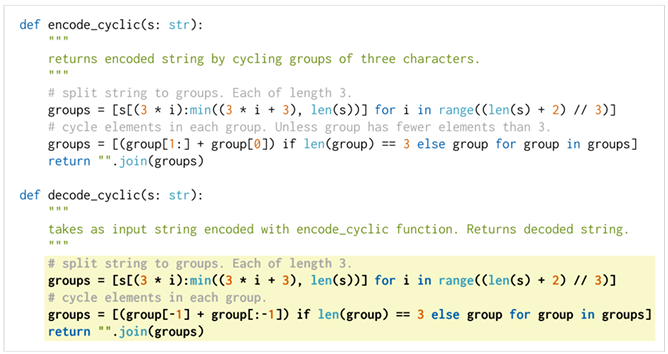 def encode_cyclic(s: str):
    """
    returns encoded string by cycling groups of three characters.
    """
    # split string to groups. Each of length 3.
    groups = [s[(3 * i):min((3 * i + 3), len(s))] for i in range((len(s) + 2) // 3)]
    # cycle elements in each group. Unless group has fewer elements than 3.
    groups = [(group[1:] + group[0]) if len(group) == 3 else group for group in groups]
    return "".join(groups)
def decode_cyclic(s: str):
    """
    takes as input string encoded with encode_cyclic function. Returns decoded string.
    """
    # split string to groups. Each of length 3.
    groups = [s[(3 * i):min((3 * i + 3), len(s))] for i in range((len(s) + 2) // 3)]
    # cycle elements in each group.
    groups = [(group[-1] + group[:-1]) if len(group) == 3 else group for group in groups]
    return "".join(groups)